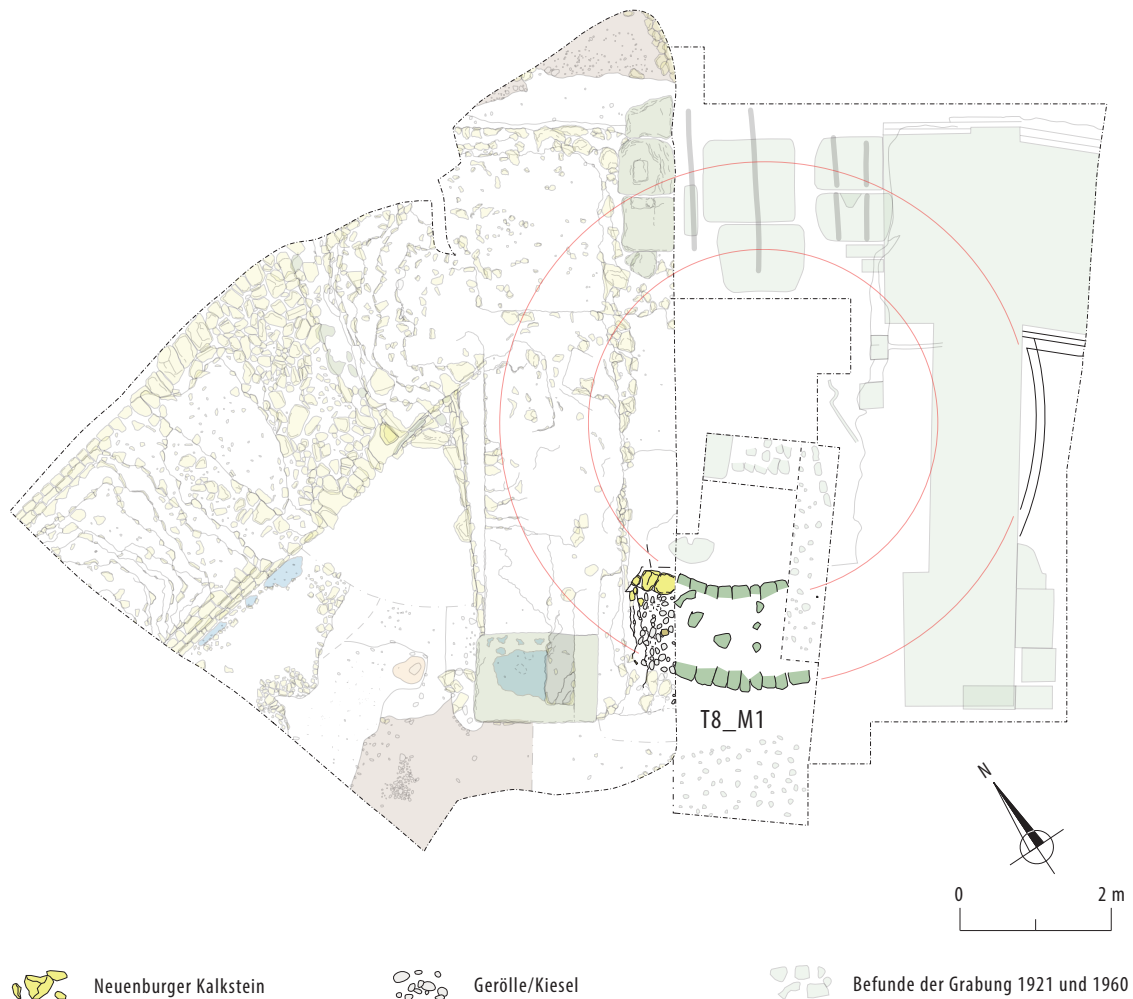 T8_M1
N
0 2 m
Neuenburger Kalkstein Gerölle/Kiesel Befunde der Grabung 1921 und 1960